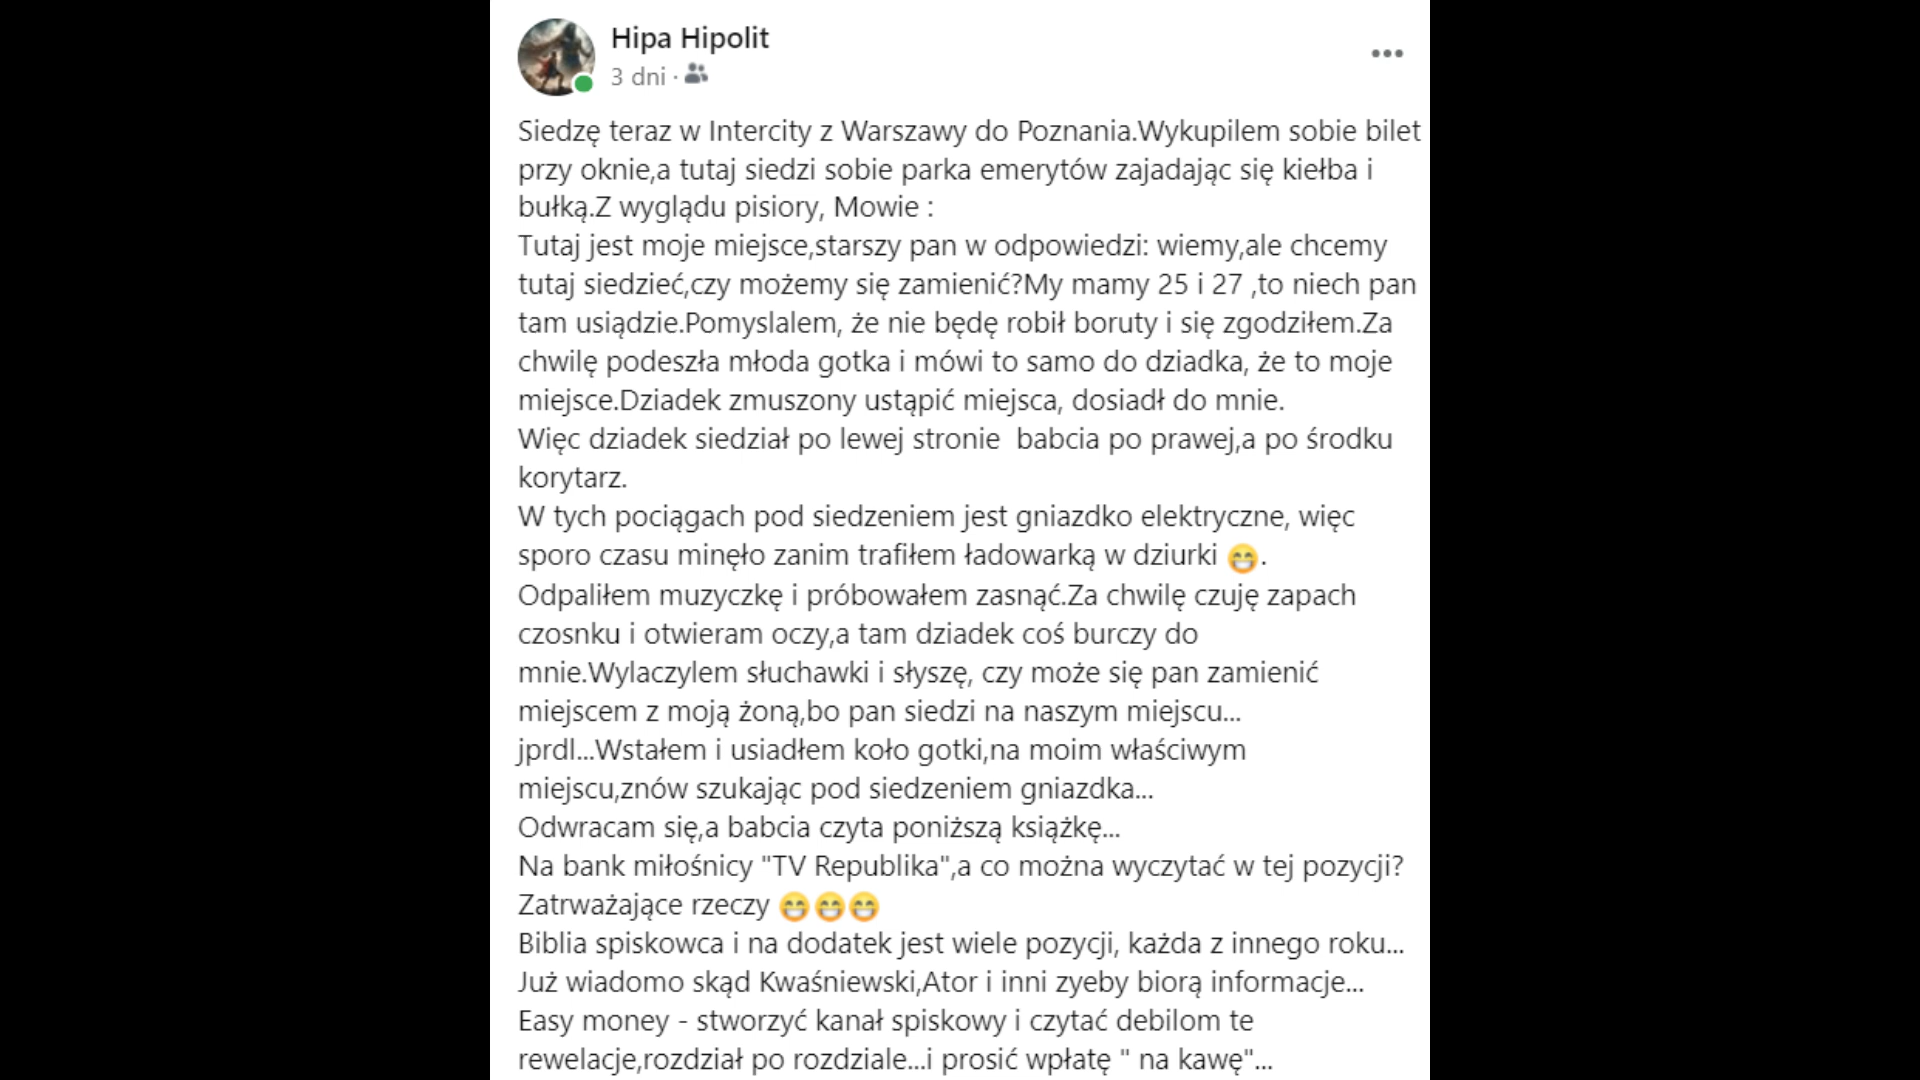 Hipa Hipolit
3 dni ·
Siedzę teraz w Intercity z Warszawy do Poznania.Wykupilem sobie bilet
przy oknie,a tutaj siedzi sobie parka emerytów zajadając się kiełba i
bułką.Z wyglądu pisiory, Mowie :
Tutaj jest moje miejsce,starszy pan w odpowiedzi: wiemy,ale chcemy
tutaj siedzieć,czy możemy się zamienić?My mamy 25 i 27 ,to niech pan
tam usiądzie.Pomyslalem, że nie będę robił boruty i się zgodziłem.Za
chwilę podeszła młoda gotka i mówi to samo do dziadka, że to moje
miejsce.Dziadek zmuszony ustąpić miejsca, dosiadł do mnie.
Więc dziadek siedział po lewej stronie  babcia po prawej,a po środku
korytarz.
W tych pociągach pod siedzeniem jest gniazdko elektryczne, więc
sporo czasu minęło zanim trafiłem ładowarką w dziurki 😁.
Odpaliłem muzyczkę i próbowałem zasnąć.Za chwilę czuję zapach
czosnku i otwieram oczy,a tam dziadek coś burczy do
mnie.Wylaczylem słuchawki i słyszę, czy może się pan zamienić
miejscem z moją żoną,bo pan siedzi na naszym miejscu...
jprdl...Wstałem i usiadłem koło gotki,na moim właściwym
miejscu,znów szukając pod siedzeniem gniazdka...
Odwracam się,a babcia czyta poniższą książkę...
Na bank miłośnicy "TV Republika",a co można wyczytać w tej pozycji?
Zatrważające rzeczy 😁😁😁
Biblia spiskowca i na dodatek jest wiele pozycji, każda z innego roku...
Już wiadomo skąd Kwaśniewski,Ator i inni zyeby biorą informacje...
Easy money - stworzyć kanał spiskowy i czytać debilom te
rewelacje,rozdział po rozdziale...i prosić wpłatę " na kawę"...